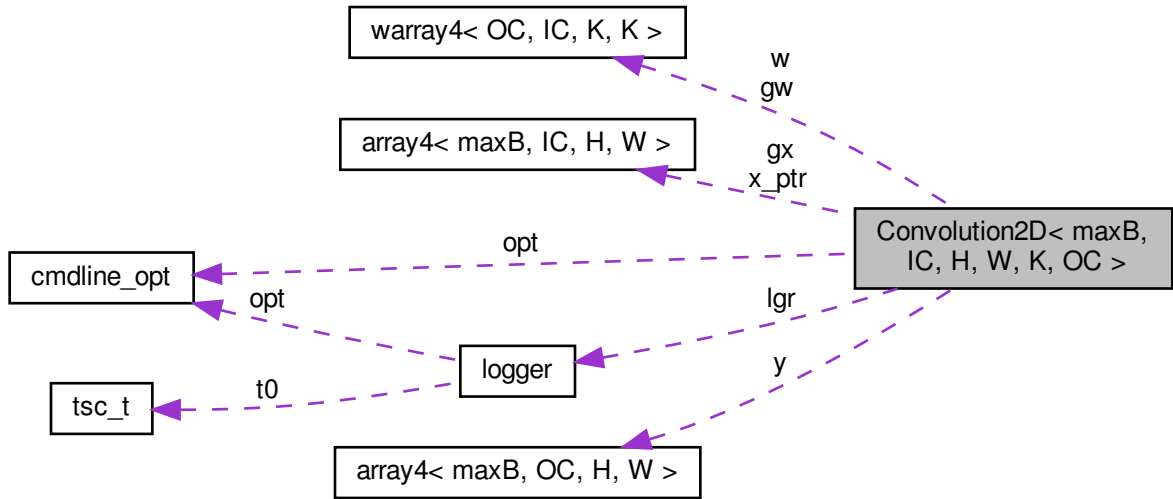 warray4< OC, IC, K, K >
w
gw
array4< maxB, IC, H, W >
gx
x_ptr
Convolution2D< maxB,
IC, H, W, K, OC >
opt
cmdline_opt
opt
lgr
logger
tsc_t
t0
y
array4< maxB, OC, H, W >